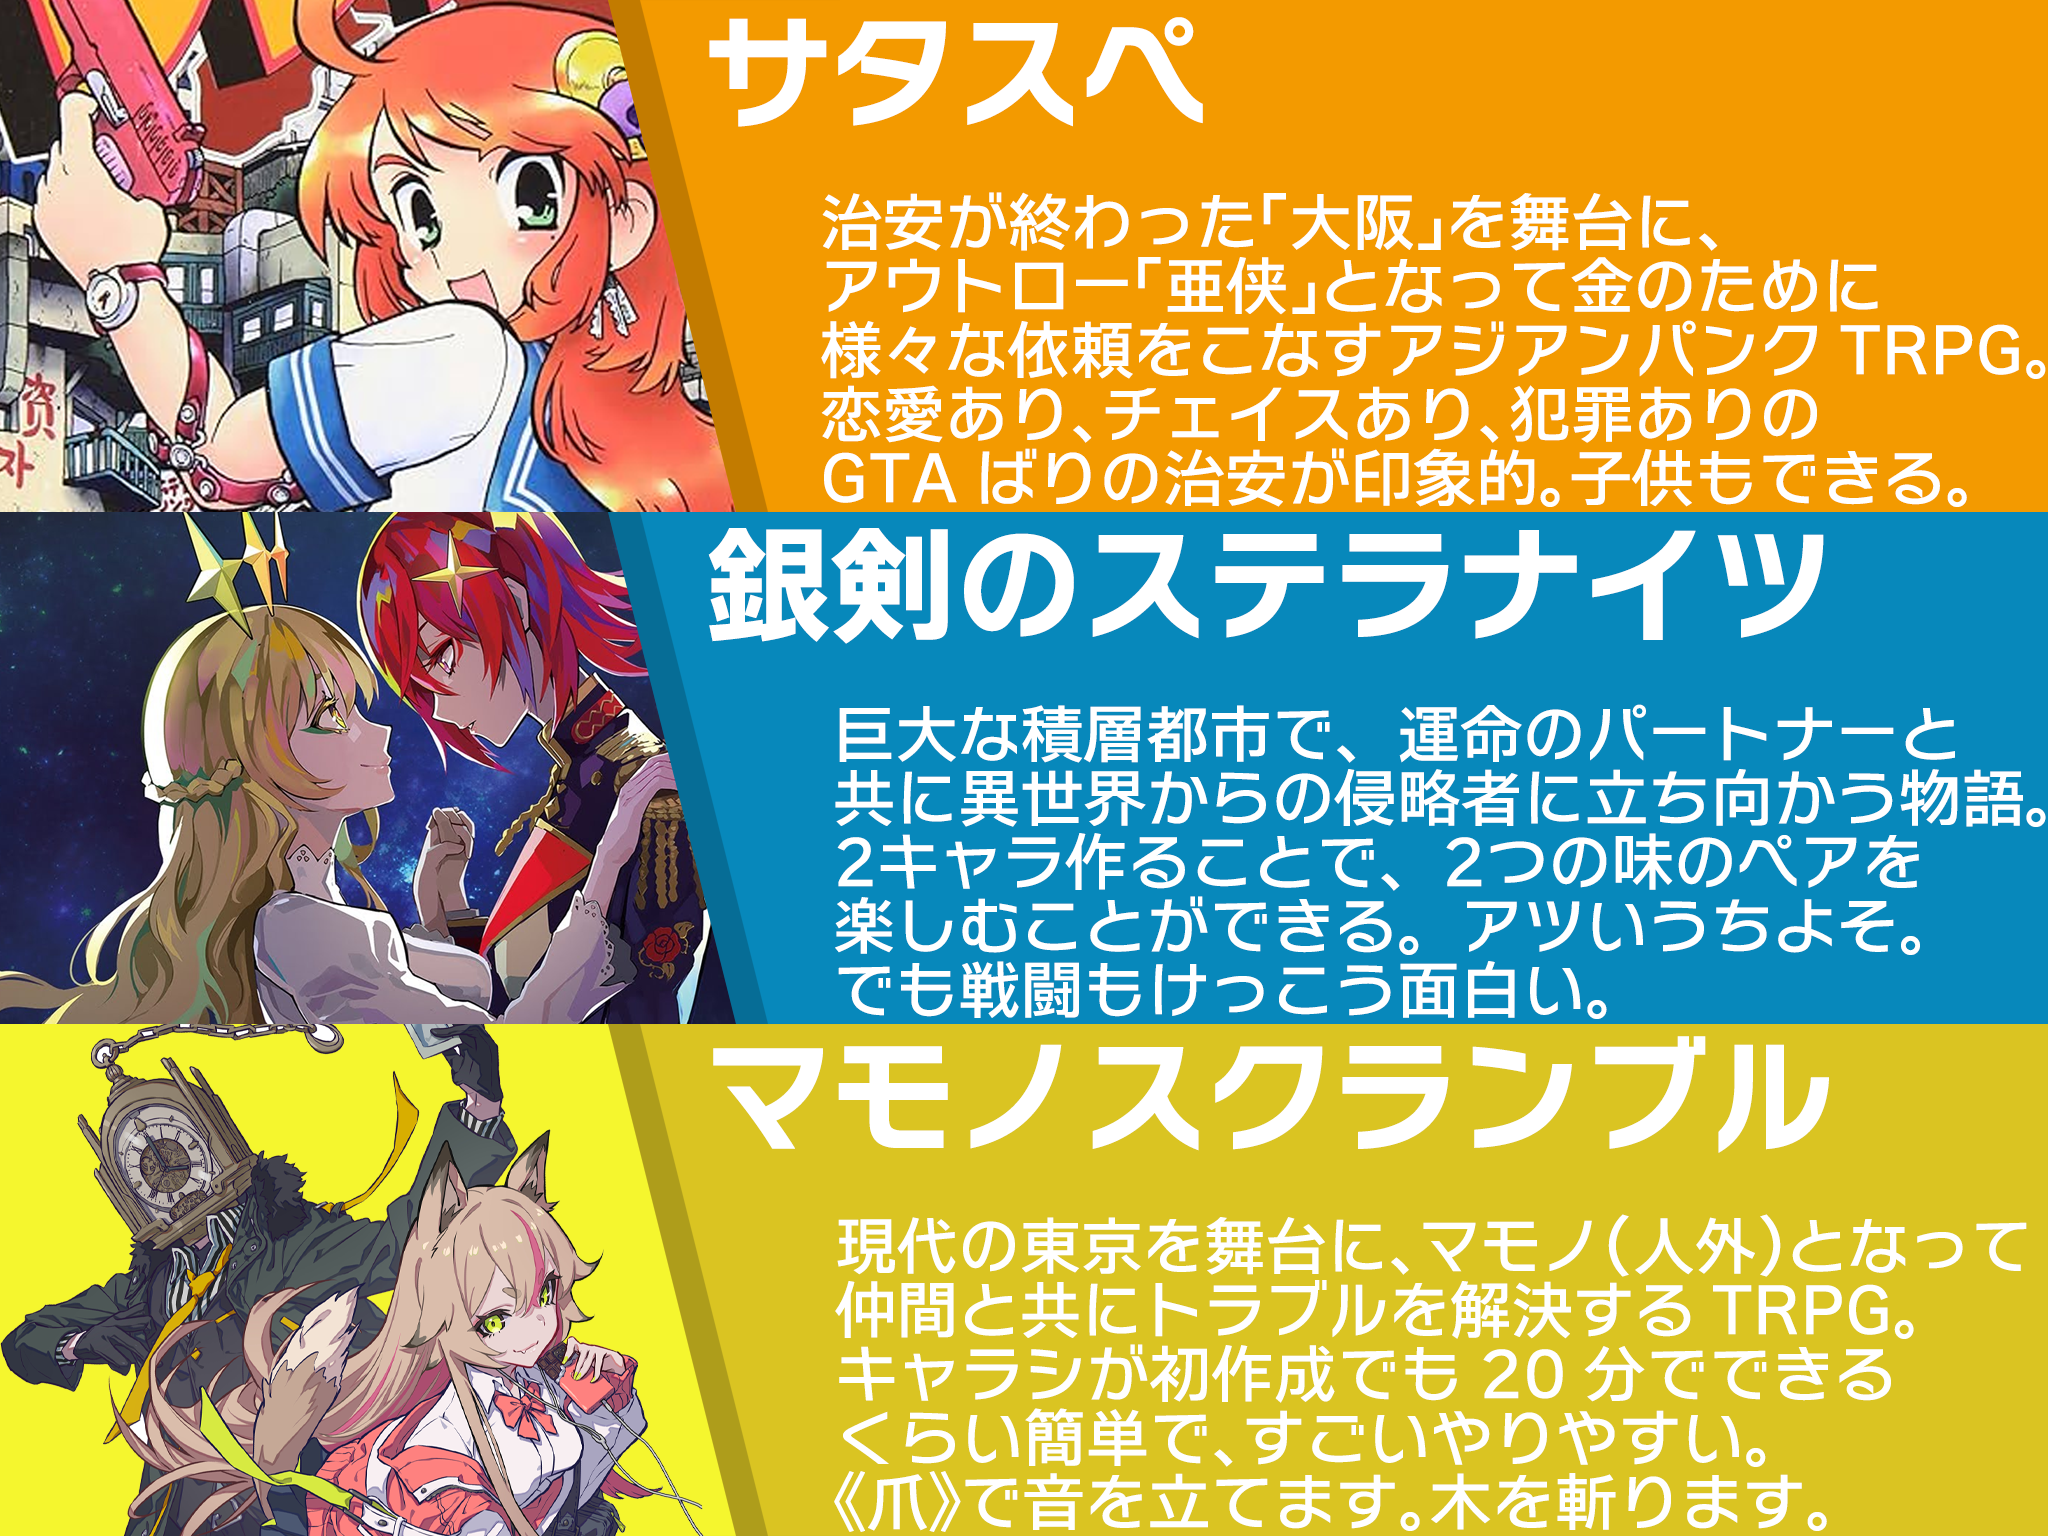 サタスペ
治安が終わった「大阪」を舞台に、
アウトロー「亜侠」となって金のために
様々な依頼をこなすアジアンパンク TRPG。
恋愛あり、チェイスあり、犯罪ありの
GTA ばりの治安が印象的。子供もできる。
銀剣のステラナイツ
巨大な積層都市で、運命のパートナーと
共に異世界からの侵略者に立ち向かう物語。
2キャラ作ることで、2つの味のペアを
楽しむことができる。アツいうちよそ。
でも戦闘もけっこう面白い。
マモノスクランブル
現代の東京を舞台に、マモノ(人外)となって
仲間と共にトラブルを解決する TRPG。
キャラシが初作成でも 20 分でできる
くらい簡単で、すごいやりやすい。
《爪》で音を立てます。木を斬ります。